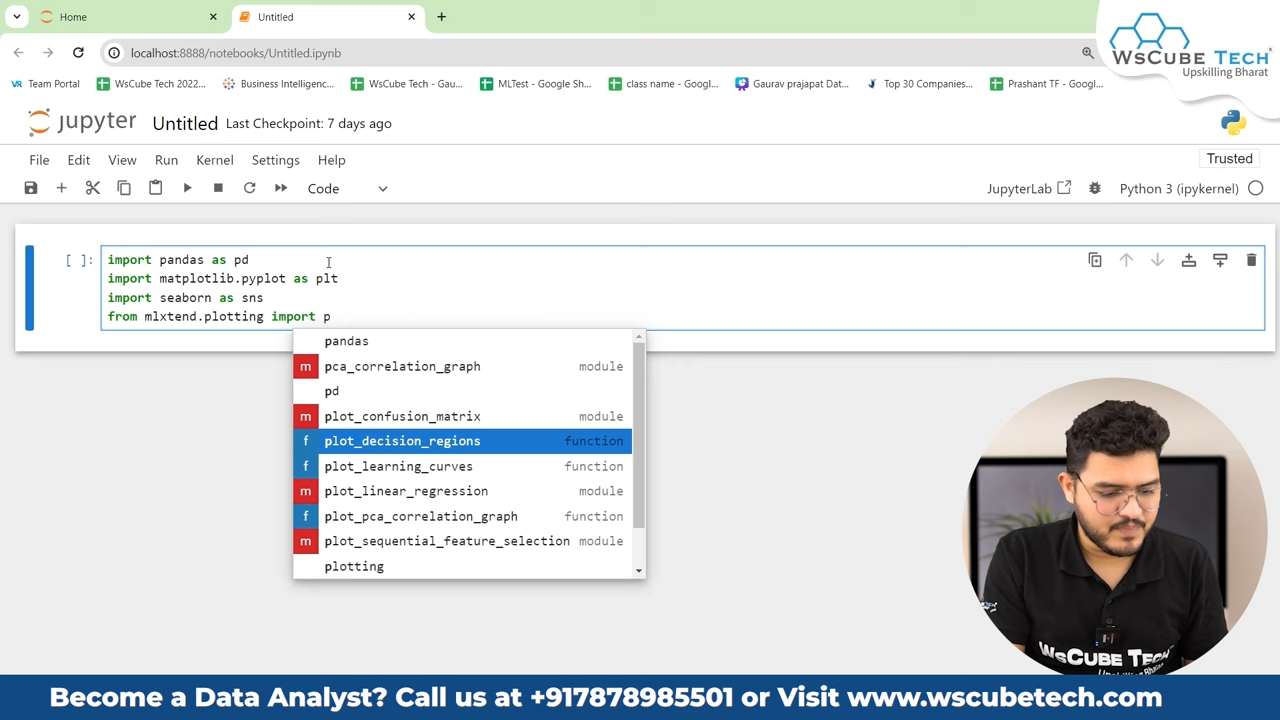 Home
Untitled
localhost:8888/notebooks/Untitled.ipynb
WsCube Tech
Upskilling Bharat
VR Team Portal
WsCube Tech 2022...
Business Intelligenc...
WsCube Tech - Gau...
MLTest - Google Sh...
class name - Googl...
Gaurav prajapat Dat...
Top 30 Companies...
Prashant TF - Googl...
jupyter Untitled Last Checkpoint: 7 days ago
File Edit View Run Kernel Settings Help
Trusted
Code
JupyterLab
Python 3 (ipykernel)
[ ]: import pandas as pd
import matplotlib.pyplot as plt
import seaborn as sns
from mlxtend.plotting import p
pandas
m pca_correlation_graph module
pd
m plot_confusion_matrix module
f plot_decision_regions function
f plot_learning_curves function
m plot_linear_regression module
f plot_pca_correlation_graph function
m plot_sequential_feature_selection module
plotting
WsCube Tech
Become a Data Analyst? Call us at +917878985501 or Visit www.wscubetech.com